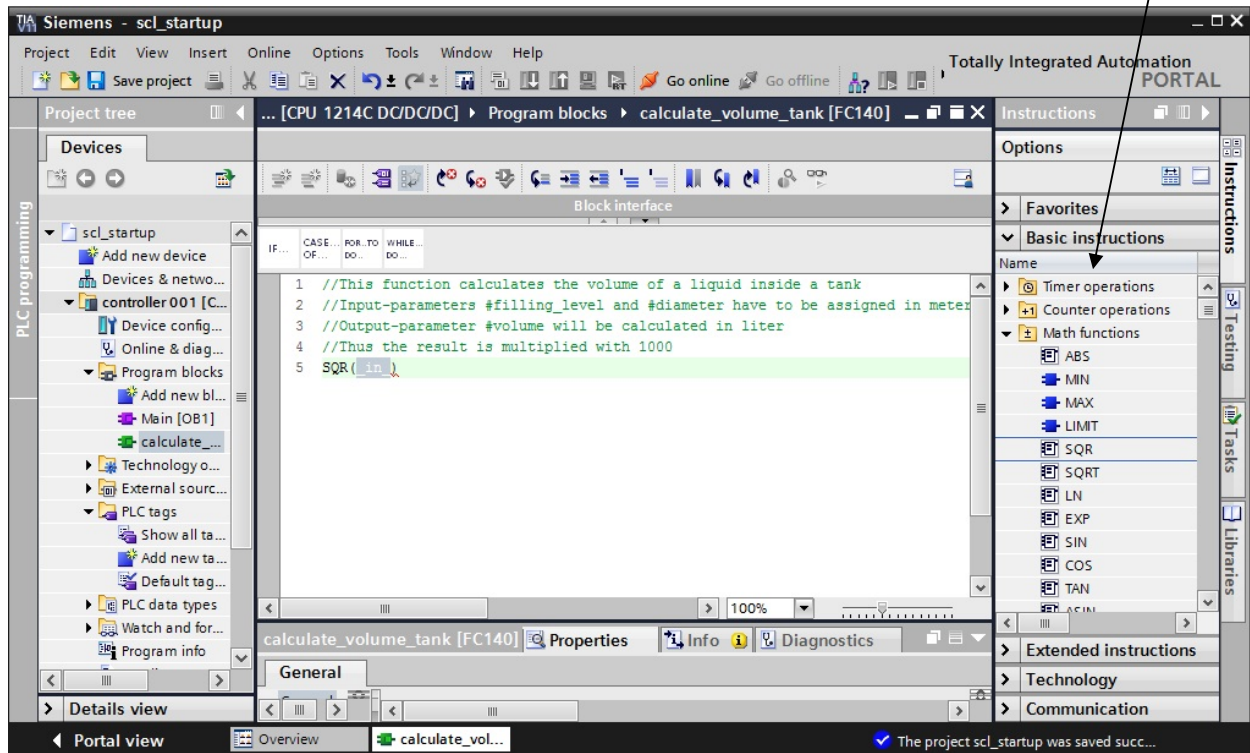 Siemens - scl_startup
Project Edit View Insert Online Options Tools Window Help
Totally Integrated Automation
PORTAL
Save project Go online Go offline
PLC programming
Project tree
Devices
scl_startup
Add new device
Devices & netwo...
controller 001 [C...
Device config...
Online & diag...
Program blocks
Add new bl...
Main [OB1]
calculate_...
Technology o...
External sourc...
PLC tags
Show all ta...
Add new ta...
Default tag...
PLC data types
Watch and for...
Program info
Details view
... [CPU 1214C DC/DC/DC] Program blocks calculate_volume_tank [FC140]
Block interface
IF... CASE... FOR..TO WHILE...
OF... DO... DO...
1 //This function calculates the volume of a liquid inside a tank
2 //Input-parameters #filling_level and #diameter have to be assigned in meter
3 //Output-parameter #volume will be calculated in liter
4 //Thus the result is multiplied with 1000
5 SQR(_in_)
100%
calculate_volume_tank [FC140] Properties Info Diagnostics
General
Instructions
Options
Favorites
Basic instructions
Name
Timer operations
Counter operations
Math functions
ABS
MIN
MAX
LIMIT
SQR
SQRT
LN
EXP
SIN
COS
TAN
Extended instructions
Technology
Communication
Instructions
Testing
Tasks
Libraries
Portal view Overview calculate_vol... The project scl_startup was saved succ...